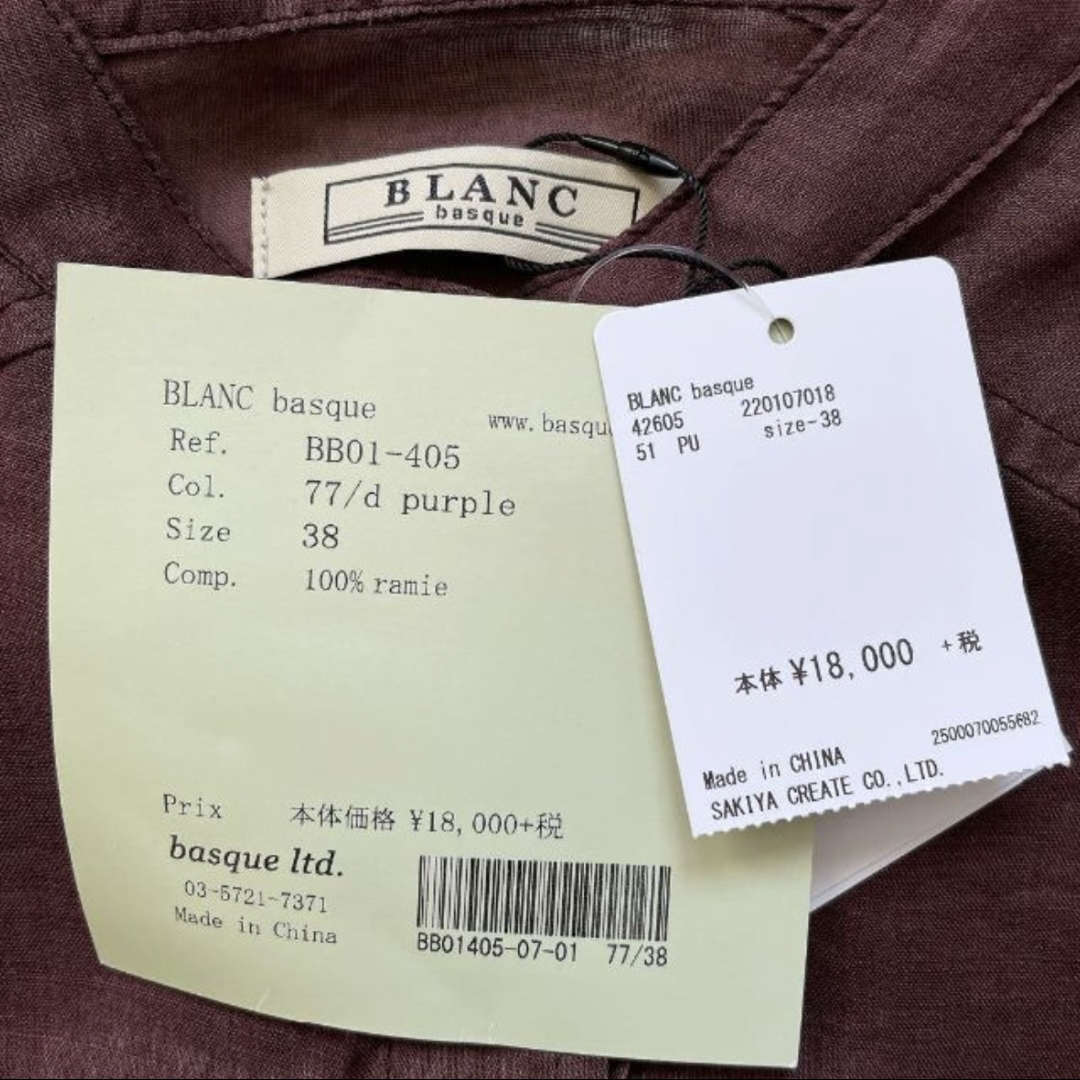 BLANC
basque
BLANC basque
www.basqu
Ref. BB01-405
Col. 77/d purple
Size 38
Comp. 100% ramie
Prix 本体価格 ¥18,000+税
basque ltd.
03-5721-7371
Made in China
BB01405-07-01 77/38
BLANC basque
42605 220107018
51 PU size-38
本体 ¥18,000 +税
2500070055682
Made in CHINA
SAKIYA CREATE CO.,LTD.